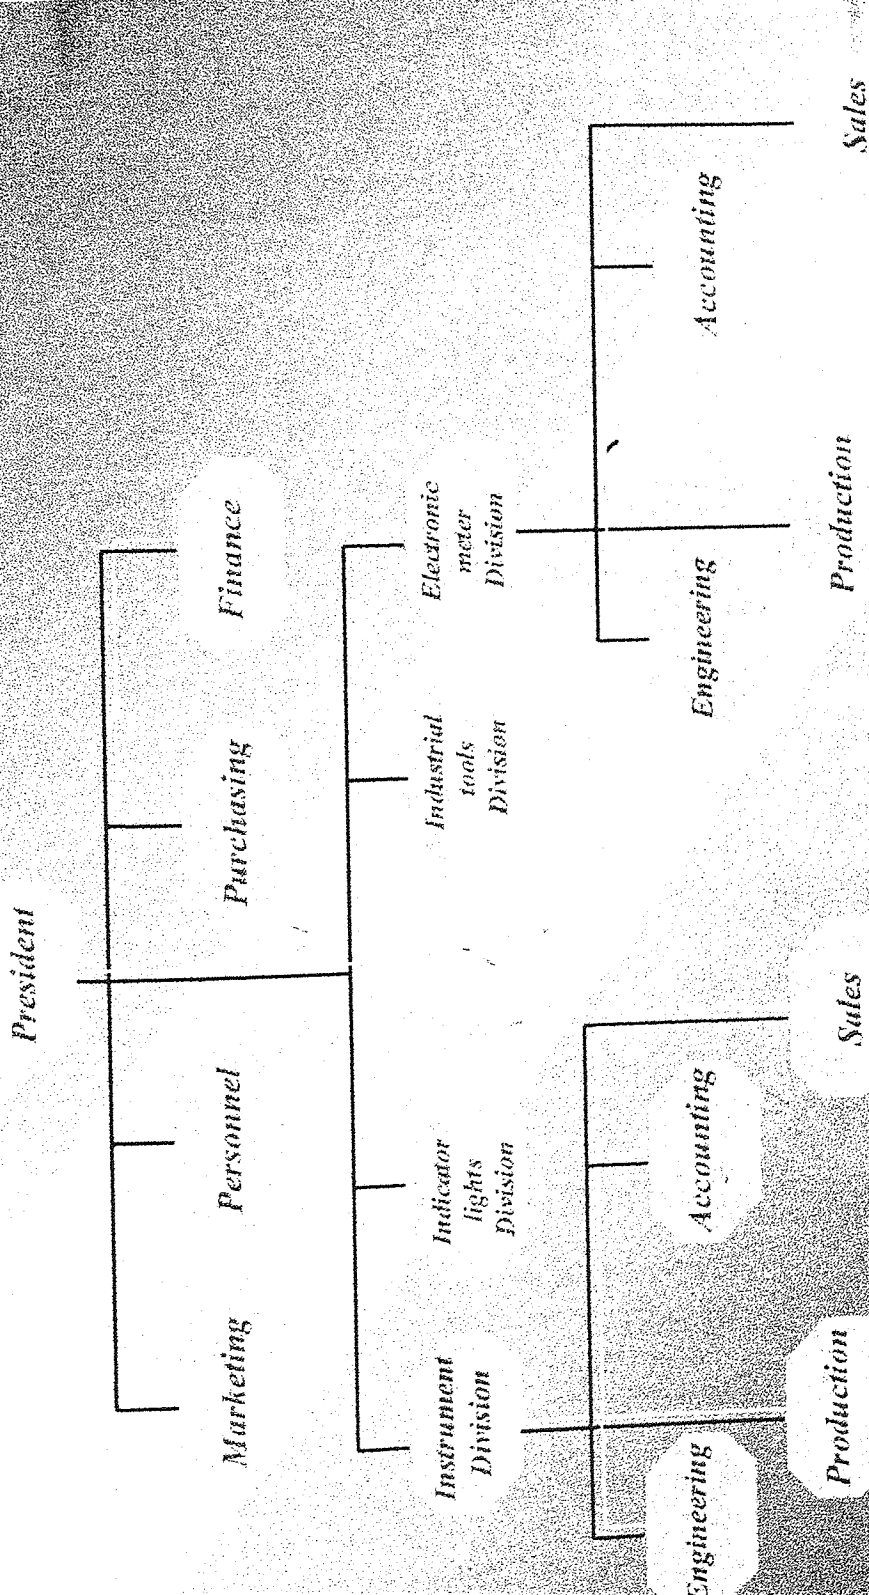 President
Marketing
Personnel
Purchasing
Finance
Instrument
Division
Indicator
lights
Division
Industrial
tools
Division
Electronic
meter
Division
Engineering
Accounting
Engineering
Accounting
Production
Sales
Production
Sales